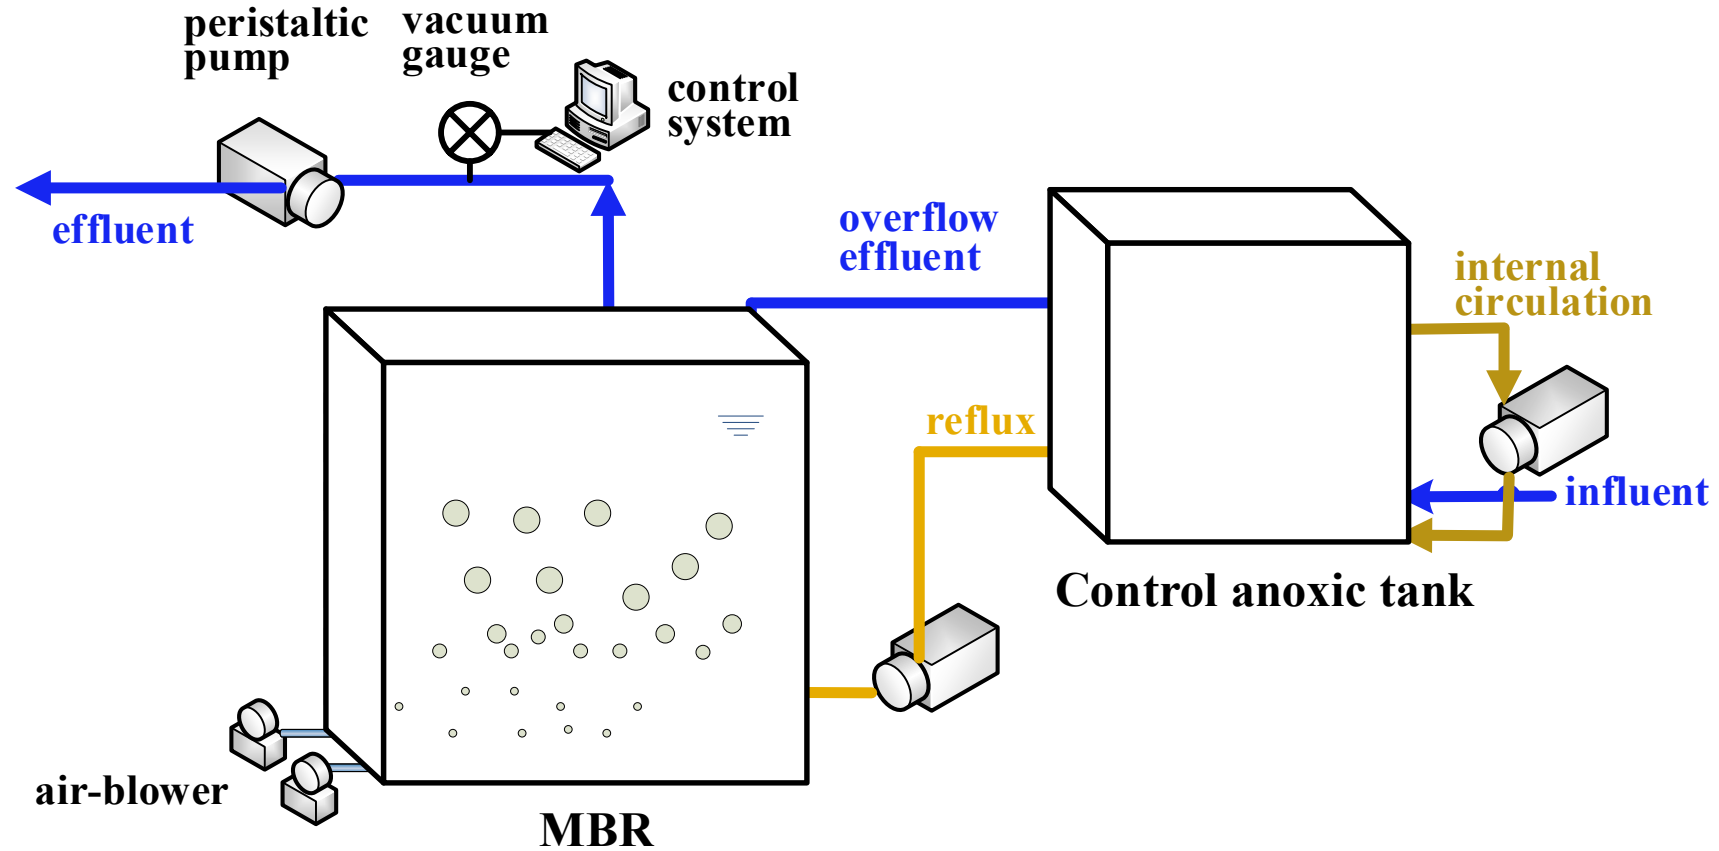 peristaltic
pump
vacuum
gauge
control
system
effluent
overflow
effluent
internal
circulation
reflux
influent
Control anoxic tank
air-blower
MBR